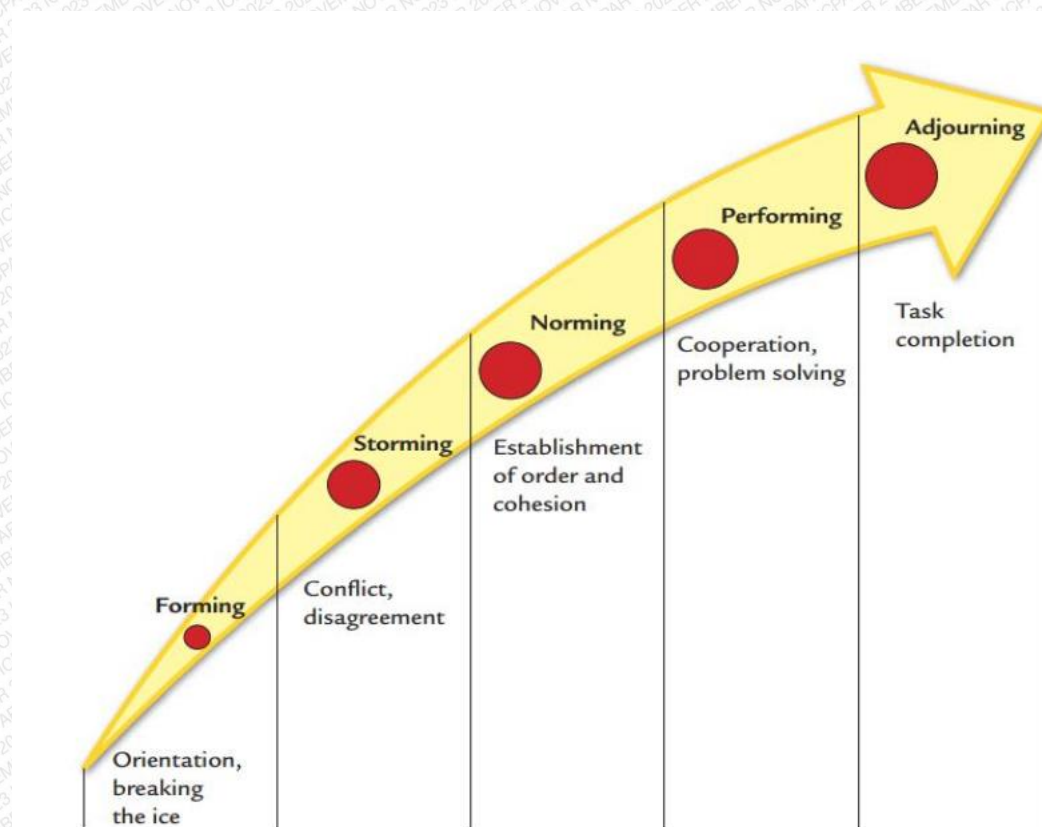 Adjourning
Performing
Task
completion
Norming
Cooperation,
problem solving
Storming
Establishment
of order and
cohesion
Forming
Conflict,
disagreement
Orientation,
breaking
the ice